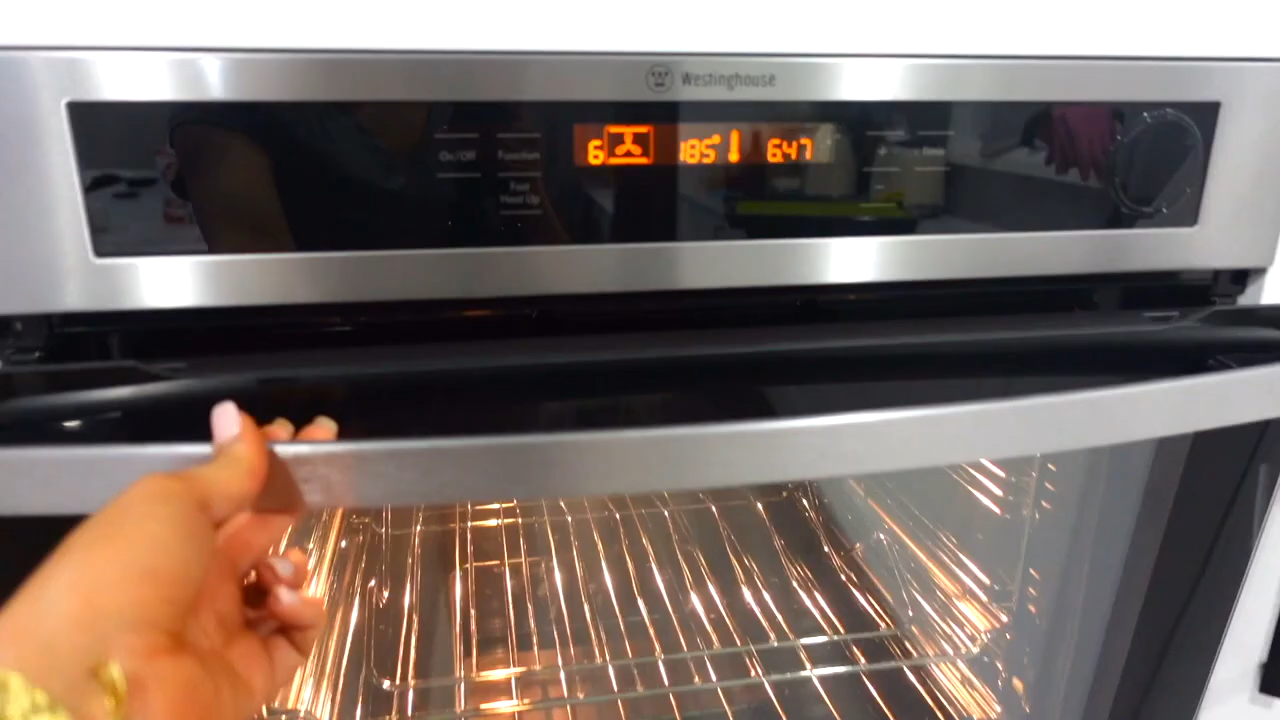 Westinghouse
6 185° 6:47
On/Off Function
Fast
Heat Up
+
-